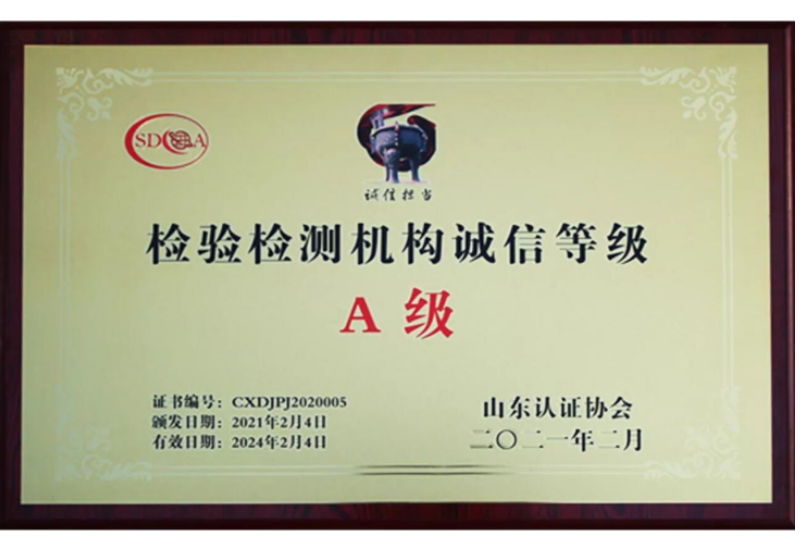 SDCA
诚信担当
检验检测机构诚信等级
A 级
证书编号：CXDJPJ2020005
颁发日期：2021年2月4日
有效日期：2024年2月4日
山东认证协会
二〇二一年二月